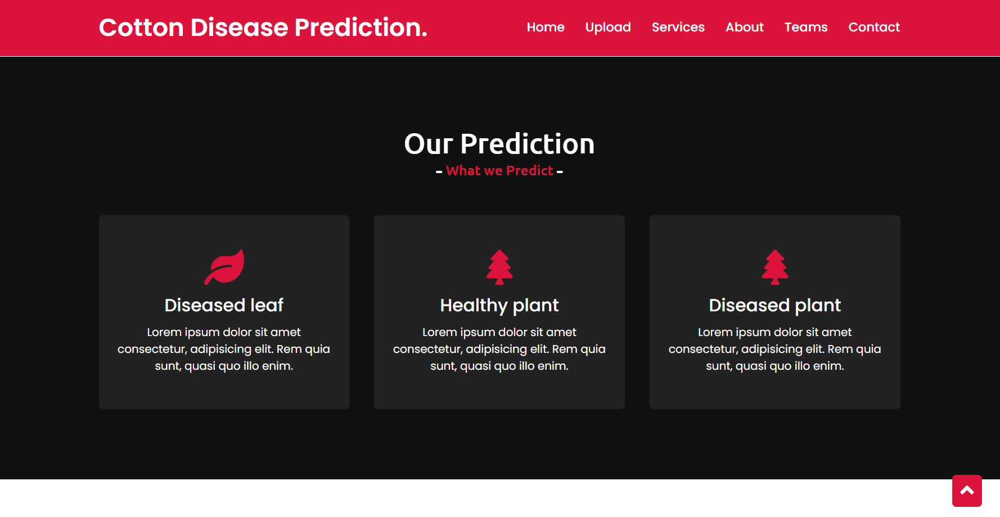 Cotton Disease Prediction.
Home Upload Services About Teams Contact
Our Prediction
- What we Predict -
Diseased leaf
Lorem ipsum dolor sit amet
consectetur, adipisicing elit. Rem quia
sunt, quasi quo illo enim.
Healthy plant
Lorem ipsum dolor sit amet
consectetur, adipisicing elit. Rem quia
sunt, quasi quo illo enim.
Diseased plant
Lorem ipsum dolor sit amet
consectetur, adipisicing elit. Rem quia
sunt, quasi quo illo enim.